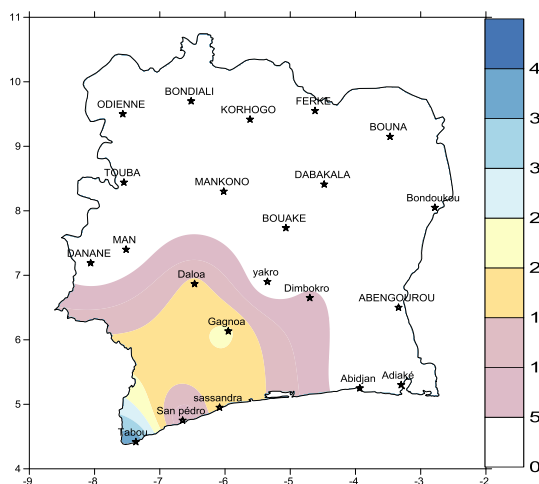 11
10
9
8
7
6
5
4
-9
-8
-7
-6
-5
-4
-3
-2
ODIENNE
BONDIALI
KORHOGO
FERKE
BOUNA
TOUBA
MANKONO
DABAKALA
Bondoukou
BOUAKE
DANANE
MAN
Daloa
yakro
Dimbokro
ABENGOUROU
Gagnoa
Abidjan
Adiaké
sassandra
San pédro
Tabou
4
3
3
2
2
1
1
5
0